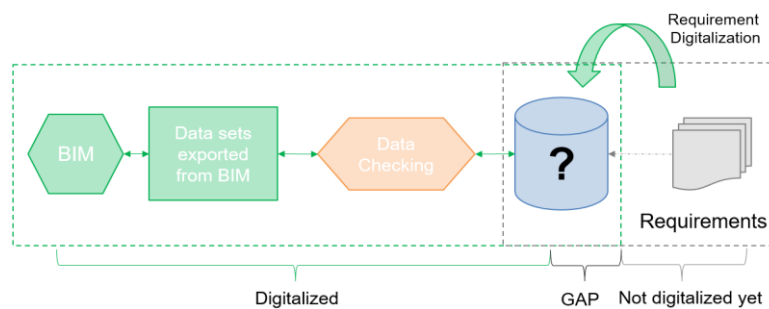 Requirement
Digitalization
BIM
Data sets
exported
from BIM
Data
Checking
?
Requirements
Digitalized
GAP
Not digitalized yet